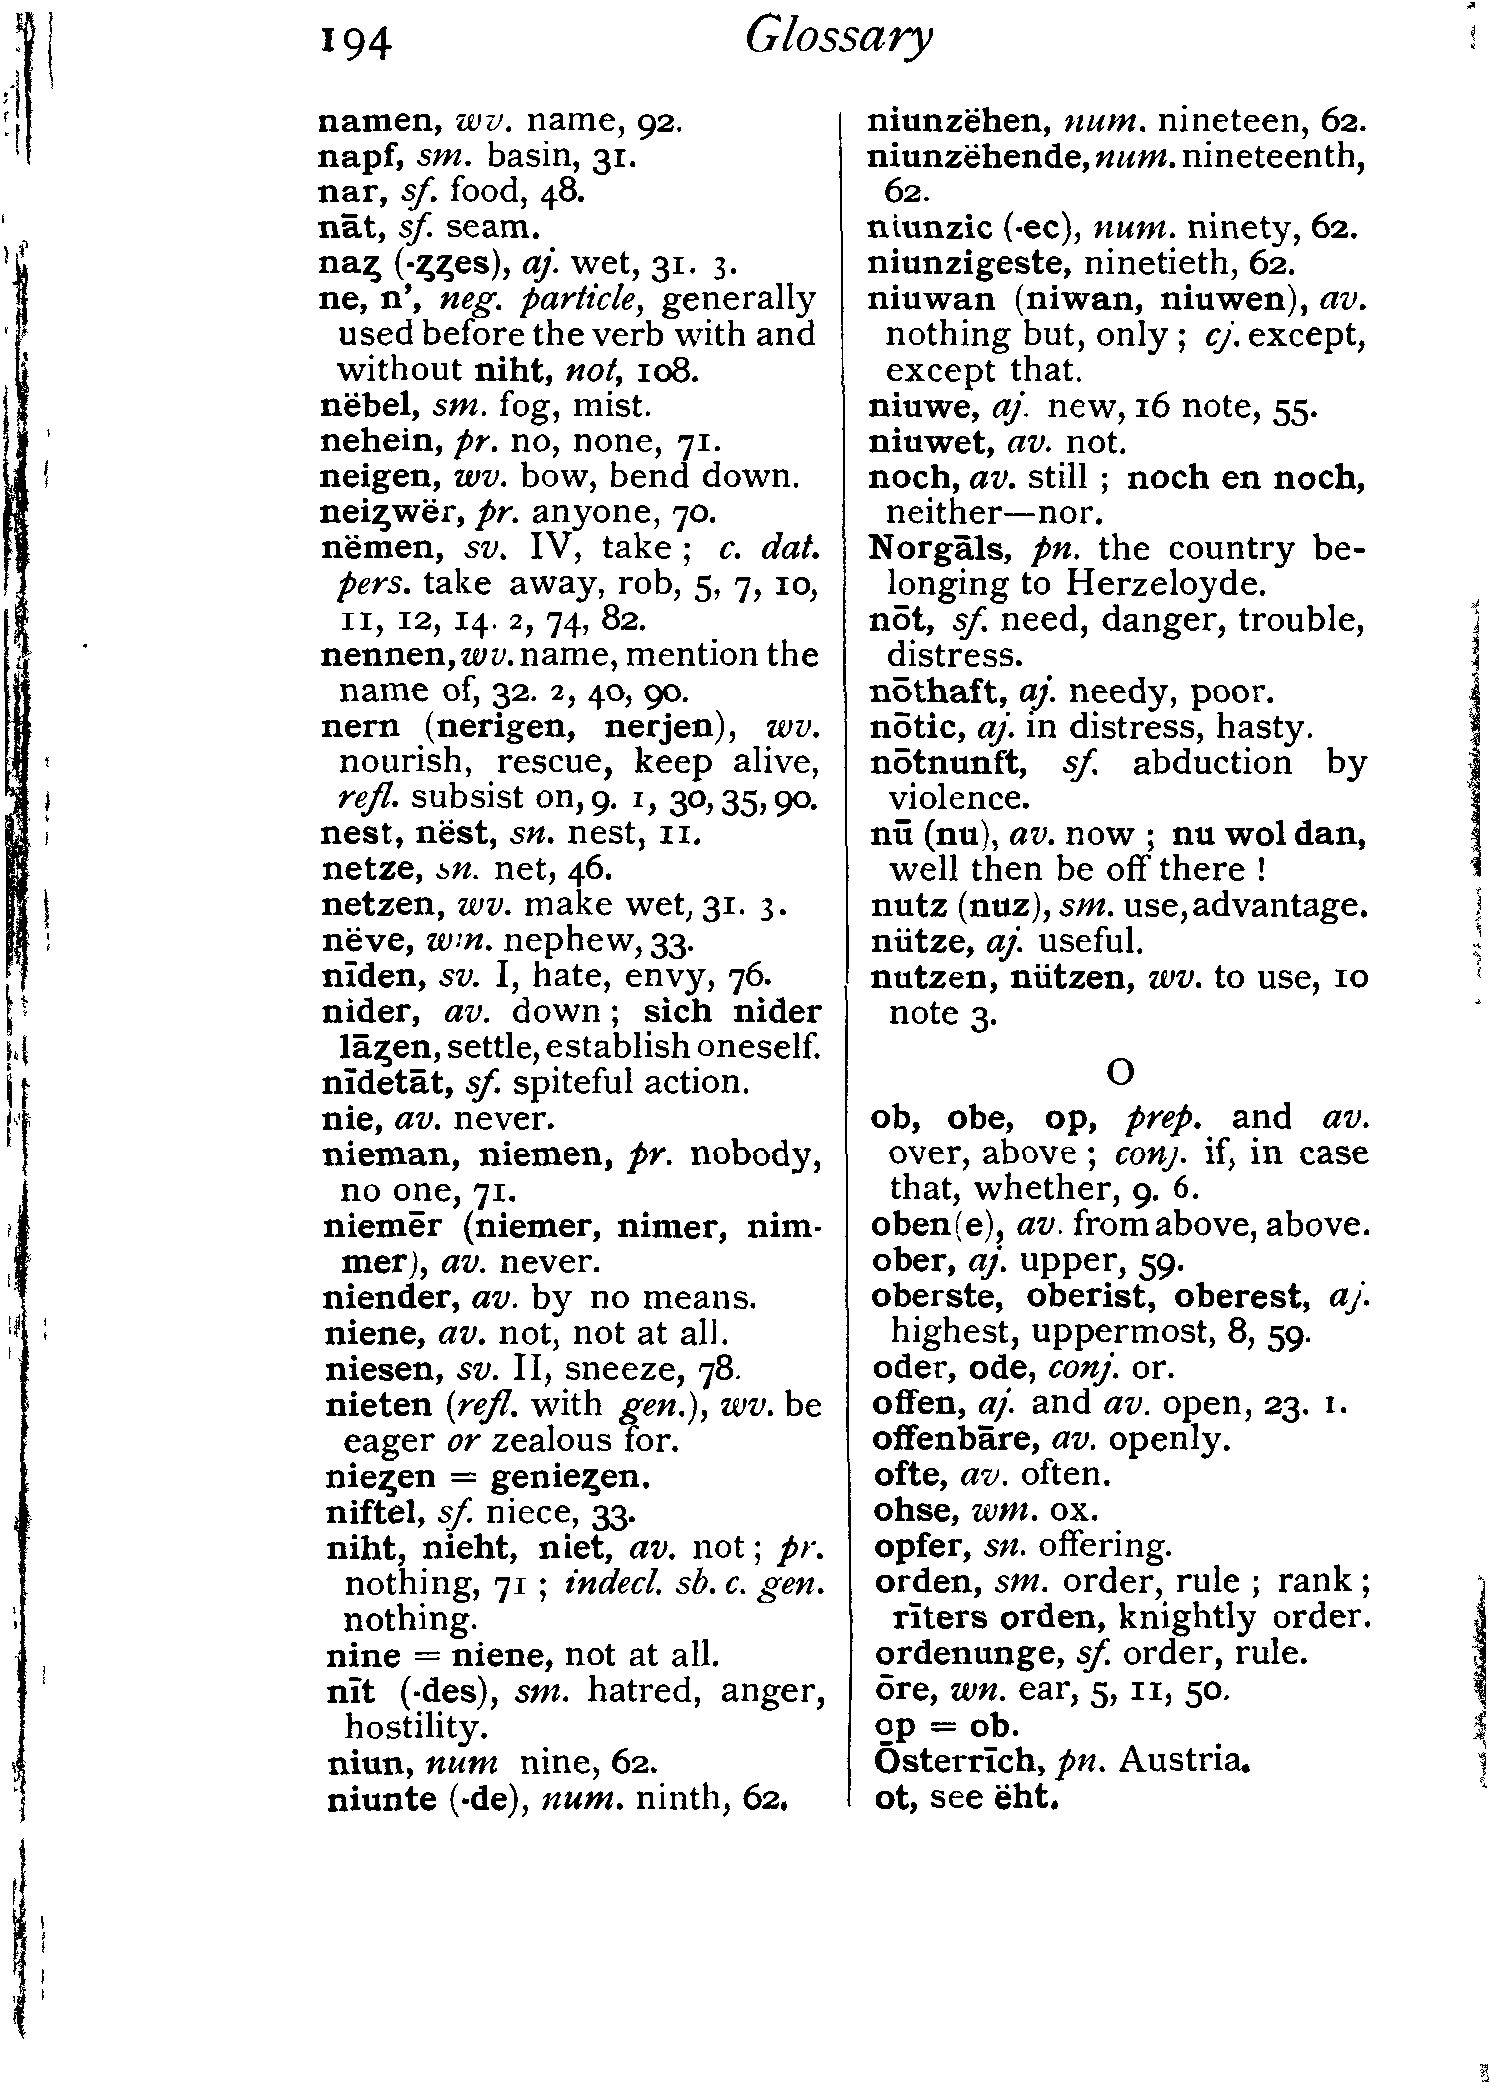 194 Glossary
namen, wv. name, 92.
napf, sm. basin, 31.
nar, sf. food, 48.
nāt, sf. seam.
naʒ (-ʒʒes), aj. wet, 31. 3.
ne, n’, neg. particle, generally
used before the verb with and
without niht, not, 108.
nëbel, sm. fog, mist.
nehein, pr. no, none, 71.
neigen, wv. bow, bend down.
neiʒwër, pr. anyone, 70.
nëmen, sv. IV, take ; c. dat.
pers. take away, rob, 5, 7, 10,
11, 12, 14. 2, 74, 82.
nennen, wv. name, mention the
name of, 32. 2, 40, 90.
nern (nerigen, nerjen), wv.
nourish, rescue, keep alive,
refl. subsist on, 9. 1, 30, 35, 90.
nest, nëst, sn. nest, 11.
netze, sn. net, 46.
netzen, wv. make wet, 31. 3.
nëve, wm. nephew, 33.
nīden, sv. I, hate, envy, 76.
nider, av. down ; sich nider
lāʒen, settle, establish oneself.
nīdetāt, sf. spiteful action.
nie, av. never.
nieman, niemen, pr. nobody,
no one, 71.
niemēr (niemer, nimer, nim-
mer), av. never.
niender, av. by no means.
niene, av. not, not at all.
niesen, sv. II, sneeze, 78.
nieten (refl. with gen.), wv. be
eager or zealous for.
nieʒen = genieʒen.
niftel, sf. niece, 33.
niht, nieht, niet, av. not ; pr.
nothing, 71 ; indecl. sb. c. gen.
nothing.
nine = niene, not at all.
nīt (-des), sm. hatred, anger,
hostility.
niun, num nine, 62.
niunte (-de), num. ninth, 62.
niunzëhen, num. nineteen, 62.
niunzëhende, num. nineteenth,
62.
niunzic (-ec), num. ninety, 62.
niunzigeste, ninetieth, 62.
niuwan (niwan, niuwen), av.
nothing but, only ; cj. except,
except that.
niuwe, aj. new, 16 note, 55.
niuwet, av. not.
noch, av. still ; noch en noch,
neither—nor.
Norgāls, pn. the country be-
longing to Herzeloyde.
nōt, sf. need, danger, trouble,
distress.
nōthaft, aj. needy, poor.
nōtic, aj. in distress, hasty.
nōtnunft, sf. abduction by
violence.
nū (nu), av. now ; nu wol dan,
well then be off there !
nutz (nuz), sm. use, advantage.
nütze, aj. useful.
nutzen, nützen, wv. to use, 10
note 3.
O
ob, obe, op, prep. and av.
over, above ; conj. if, in case
that, whether, 9. 6.
oben(e), av. from above, above.
ober, aj. upper, 59.
oberste, oberist, oberest, aj.
highest, uppermost, 8, 59.
oder, ode, conj. or.
offen, aj. and av. open, 23. 1.
offenbāre, av. openly.
ofte, av. often.
ohse, wm. ox.
opfer, sn. offering.
orden, sm. order, rule ; rank ;
rīters orden, knightly order.
ordenunge, sf. order, rule.
ōre, wn. ear, 5, 11, 50.
op = ob.
Ōsterrīch, pn. Austria.
ot, see ëht.